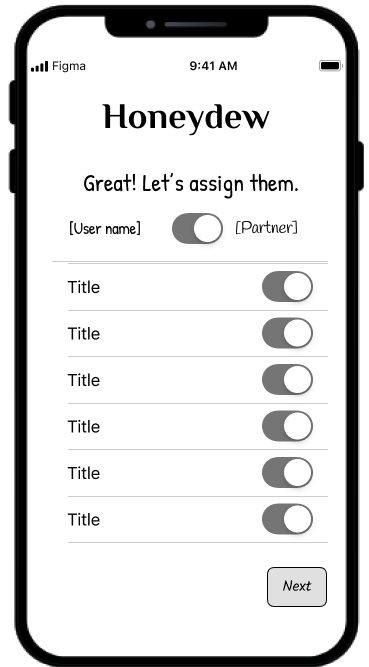 Figma 9:41 AM
Honeydew
Great! Let's assign them.
[User name] [Partner]
Title
Title
Title
Title
Title
Title
Next